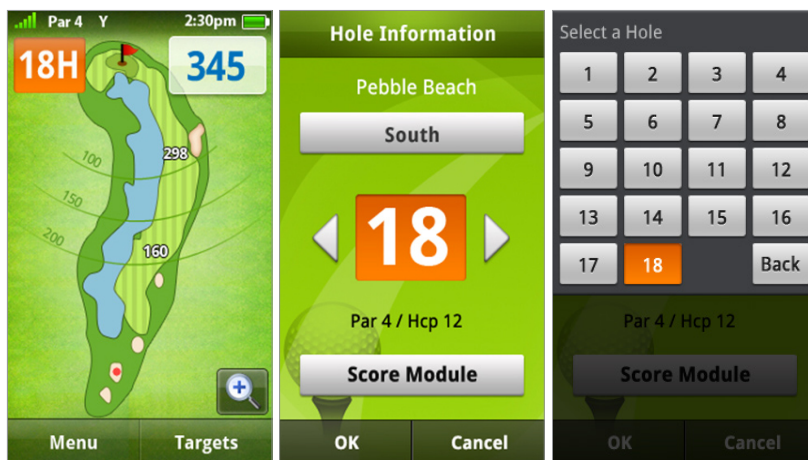 Par 4 Y 2:30pm
18H 345
298
100
150
200
160
Menu Targets
Hole Information
Pebble Beach
South
18
Par 4 / Hcp 12
Score Module
OK Cancel
Select a Hole
1 2 3 4
5 6 7 8
9 10 11 12
13 14 15 16
17 18 Back
Par 4 / Hcp 12
Score Module
OK Cancel